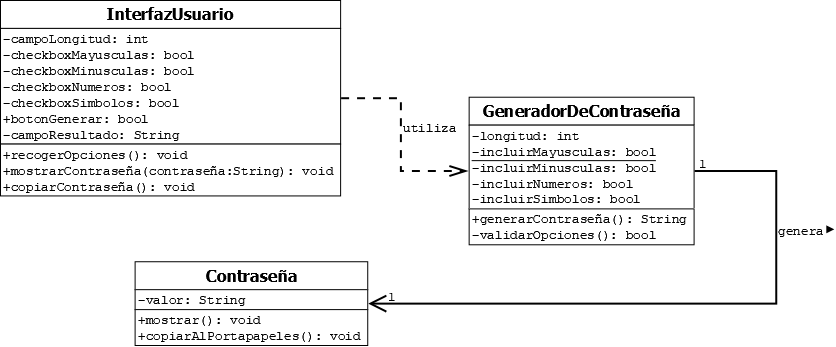 InterfazUsuario
-campoLongitud: int
-checkboxMayusculas: bool
-checkboxMinusculas: bool
-checkboxNumeros: bool
-checkboxSimbolos: bool
+botonGenerar: bool
-campoResultado: String
+recogerOpciones(): void
+mostrarContraseña(contraseña:String): void
+copiarContraseña(): void
utiliza
GeneradorDeContraseña
-longitud: int
-incluirMayusculas: bool
-incluirMinusculas: bool
-incluirNumeros: bool
-incluirSimbolos: bool
+generarContraseña(): String
-validarOpciones(): bool
1
genera
Contraseña
-valor: String
+mostrar(): void
+copiarAlPortapapeles(): void
1